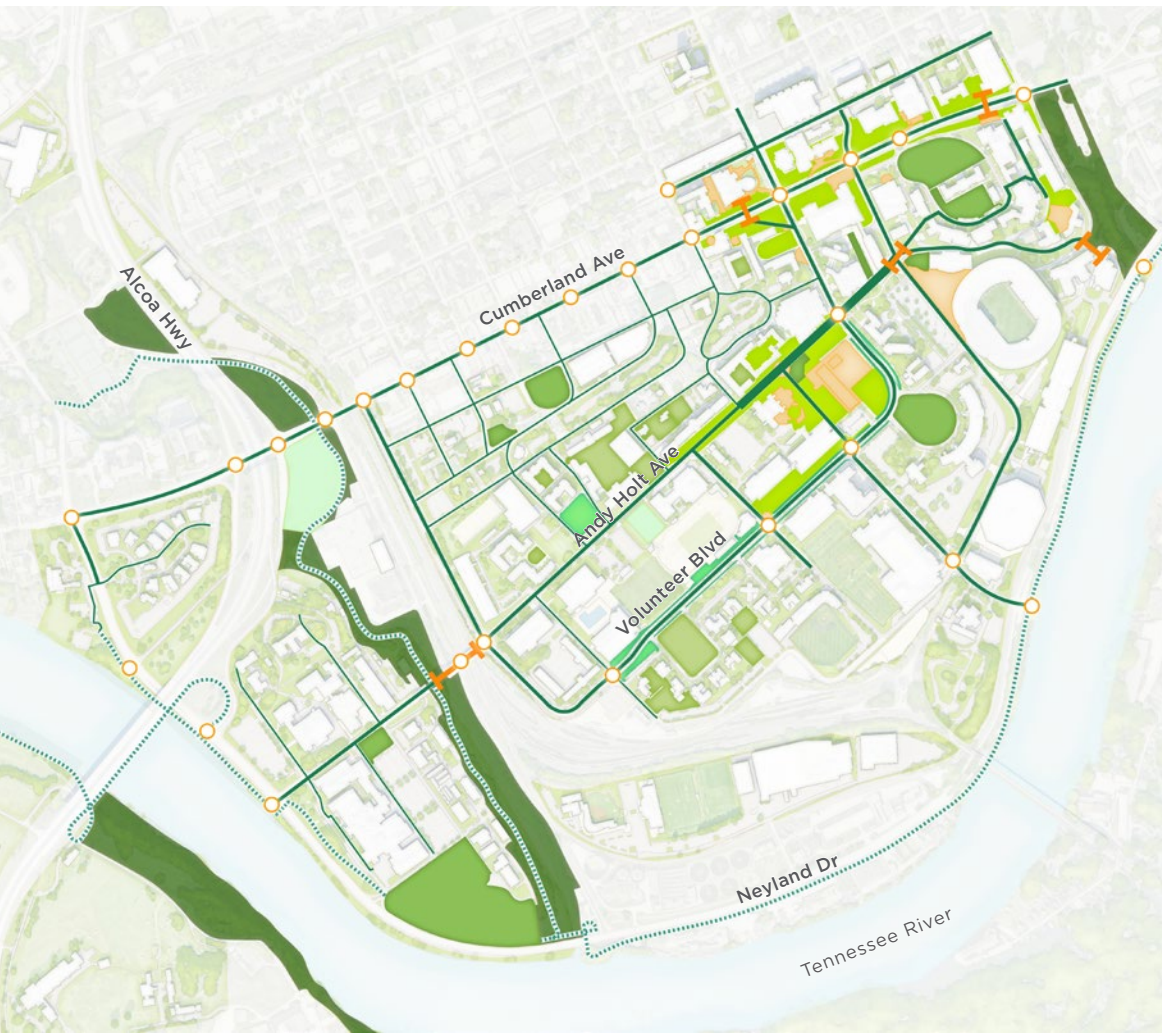 Alcoa Hwy
Cumberland Ave
Andy Holt Ave
Volunteer Blvd
Neyland Dr
Tennessee River